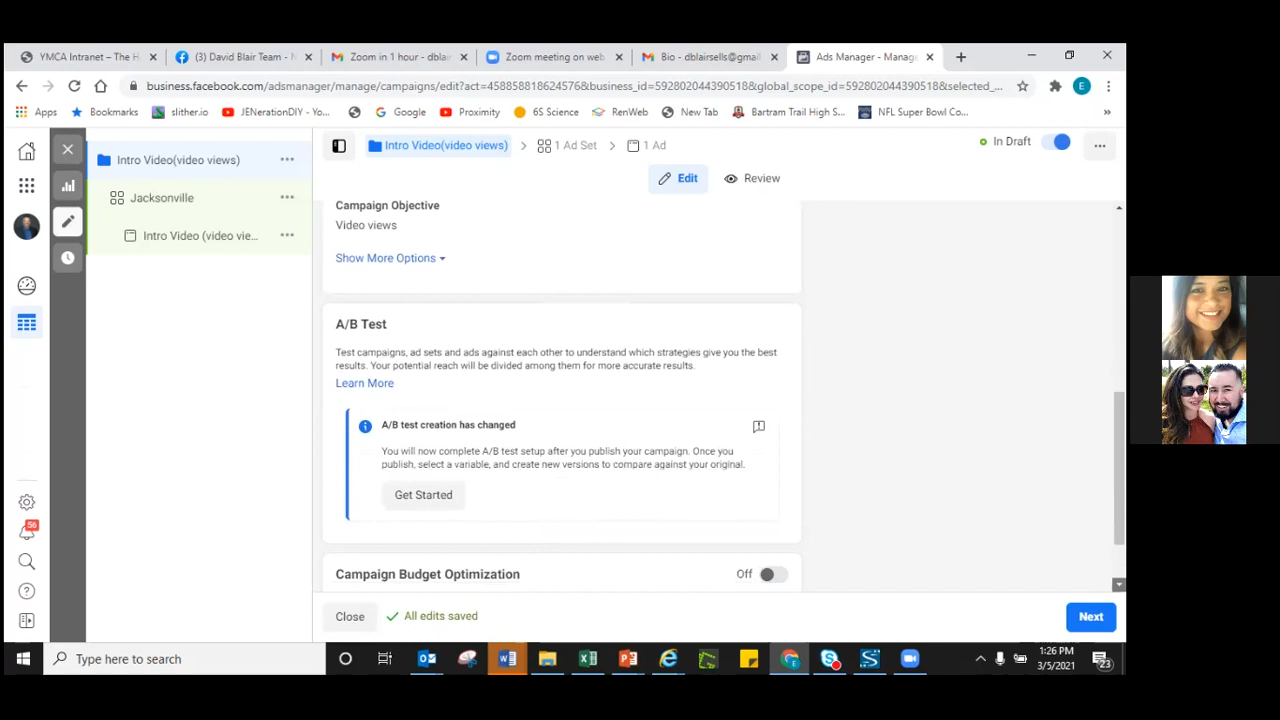 YMCA Intranet – The H
(3) David Blair Team - N
Zoom in 1 hour - dblair
Zoom meeting on web
Bio - dblairsells@gmail
Ads Manager - Manage
business.facebook.com/adsmanager/manage/campaigns/edit?act=458858818624576&business_id=592802044390518&global_scope_id=592802044390518&selected_...
Apps
Bookmarks
slither.io
JENerationDIY - Yo...
Google
Proximity
6S Science
RenWeb
New Tab
Bartram Trail High S...
NFL Super Bowl Co...
»
Intro Video(video views)
Jacksonville
Intro Video (video vie...
Intro Video(video views) > 1 Ad Set > 1 Ad
In Draft
Edit
Review
Campaign Objective
Video views
Show More Options
A/B Test
Test campaigns, ad sets and ads against each other to understand which strategies give you the best
results. Your potential reach will be divided among them for more accurate results.
Learn More
A/B test creation has changed
You will now complete A/B test setup after you publish your campaign. Once you
publish, select a variable, and create new versions to compare against your original.
Get Started
Campaign Budget Optimization
Off
Close
All edits saved
Next
56
Type here to search
1:26 PM
3/5/2021
23